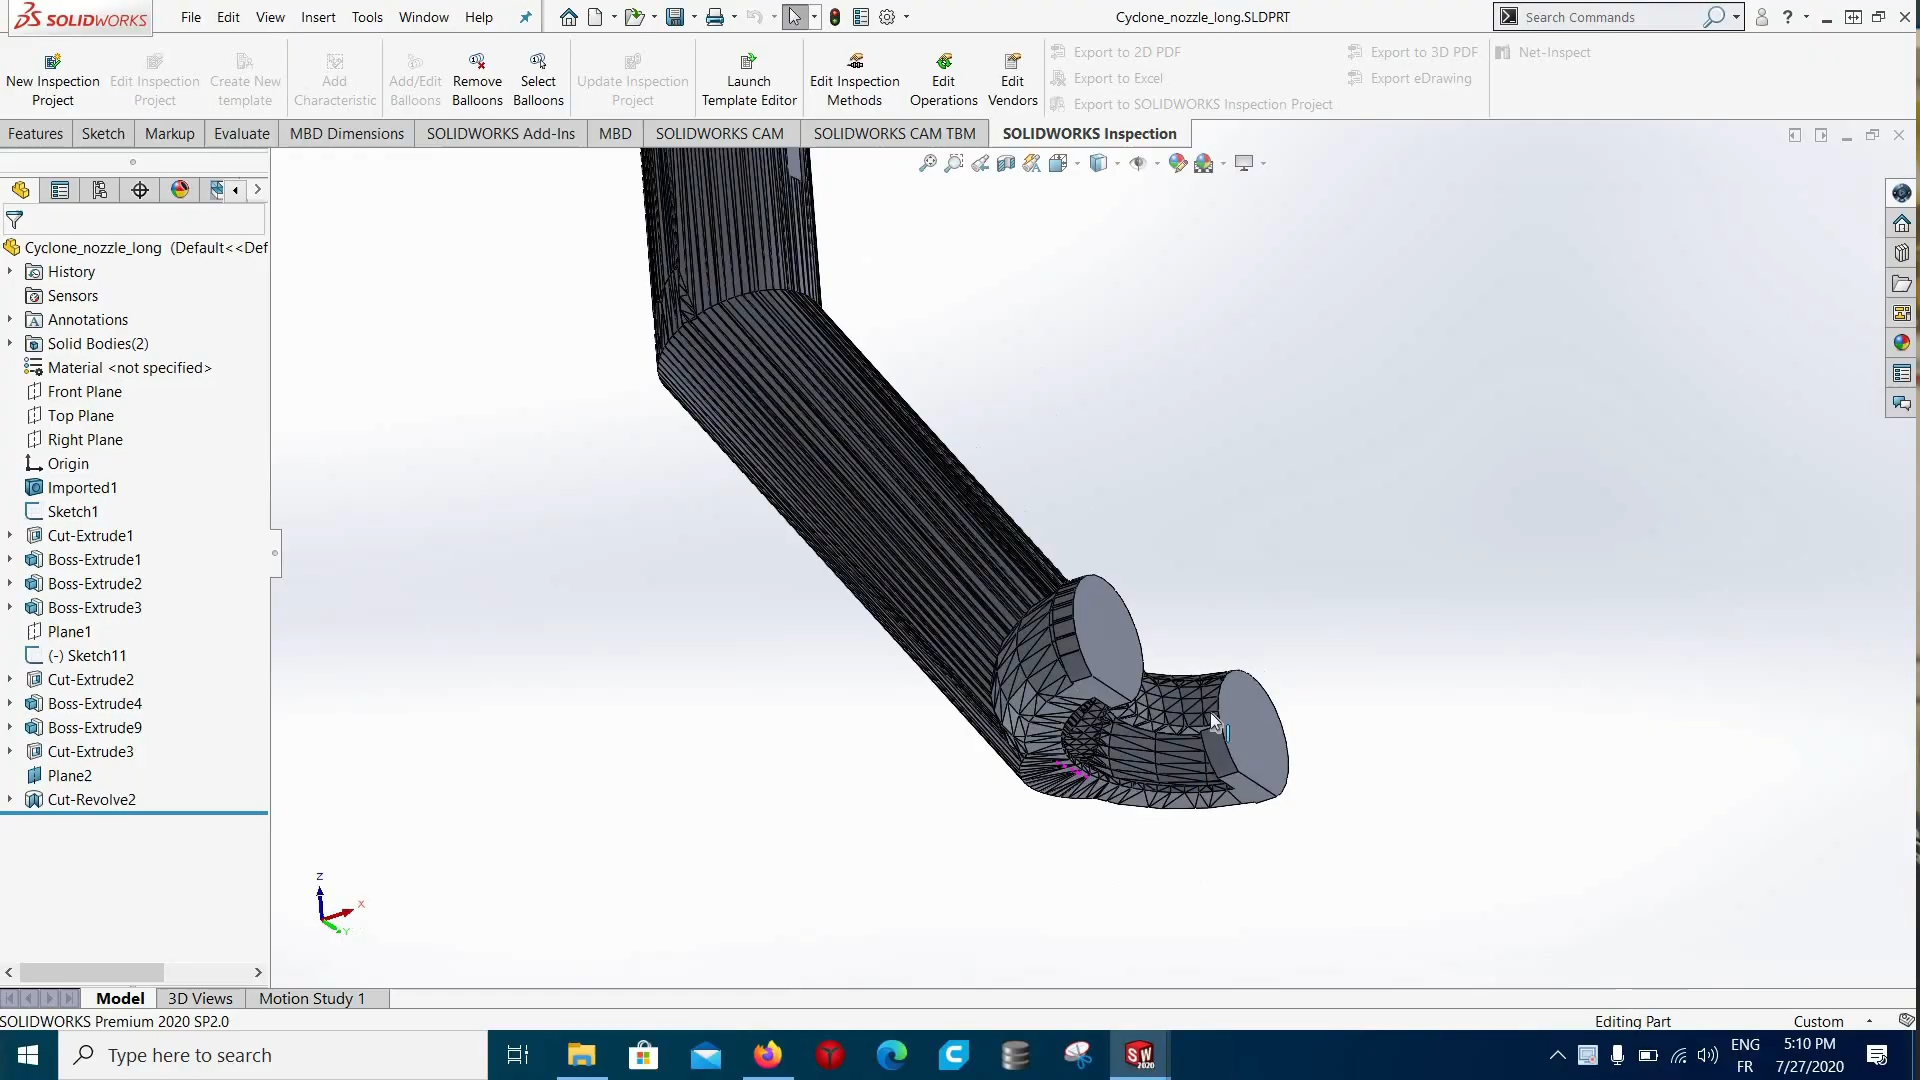 SOLIDWORKS File Edit View Insert Tools Window Help Cyclone_nozzle_long.SLDPRT Search Commands ?
New Inspection Project
Edit Inspection Project
Create New template
Add Characteristic
Add/Edit Balloons
Remove Balloons
Select Balloons
Update Inspection Project
Launch Template Editor
Edit Inspection Methods
Edit Operations
Edit Vendors
Export to 2D PDF
Export to Excel
Export to SOLIDWORKS Inspection Project
Export to 3D PDF
Export eDrawing
Net-Inspect
Features Sketch Markup Evaluate MBD Dimensions SOLIDWORKS Add-Ins MBD SOLIDWORKS CAM SOLIDWORKS CAM TBM SOLIDWORKS Inspection
Cyclone_nozzle_long (Default<<Def
History
Sensors
Annotations
Solid Bodies(2)
Material <not specified>
Front Plane
Top Plane
Right Plane
Origin
Imported1
Sketch1
Cut-Extrude1
Boss-Extrude1
Boss-Extrude2
Boss-Extrude3
Plane1
(-) Sketch11
Cut-Extrude2
Boss-Extrude4
Boss-Extrude9
Cut-Extrude3
Plane2
Cut-Revolve2
Z
X
Y
Model 3D Views Motion Study 1
SOLIDWORKS Premium 2020 SP2.0 Editing Part Custom
Type here to search
SW
2020
ENG
FR
5:10 PM
7/27/2020